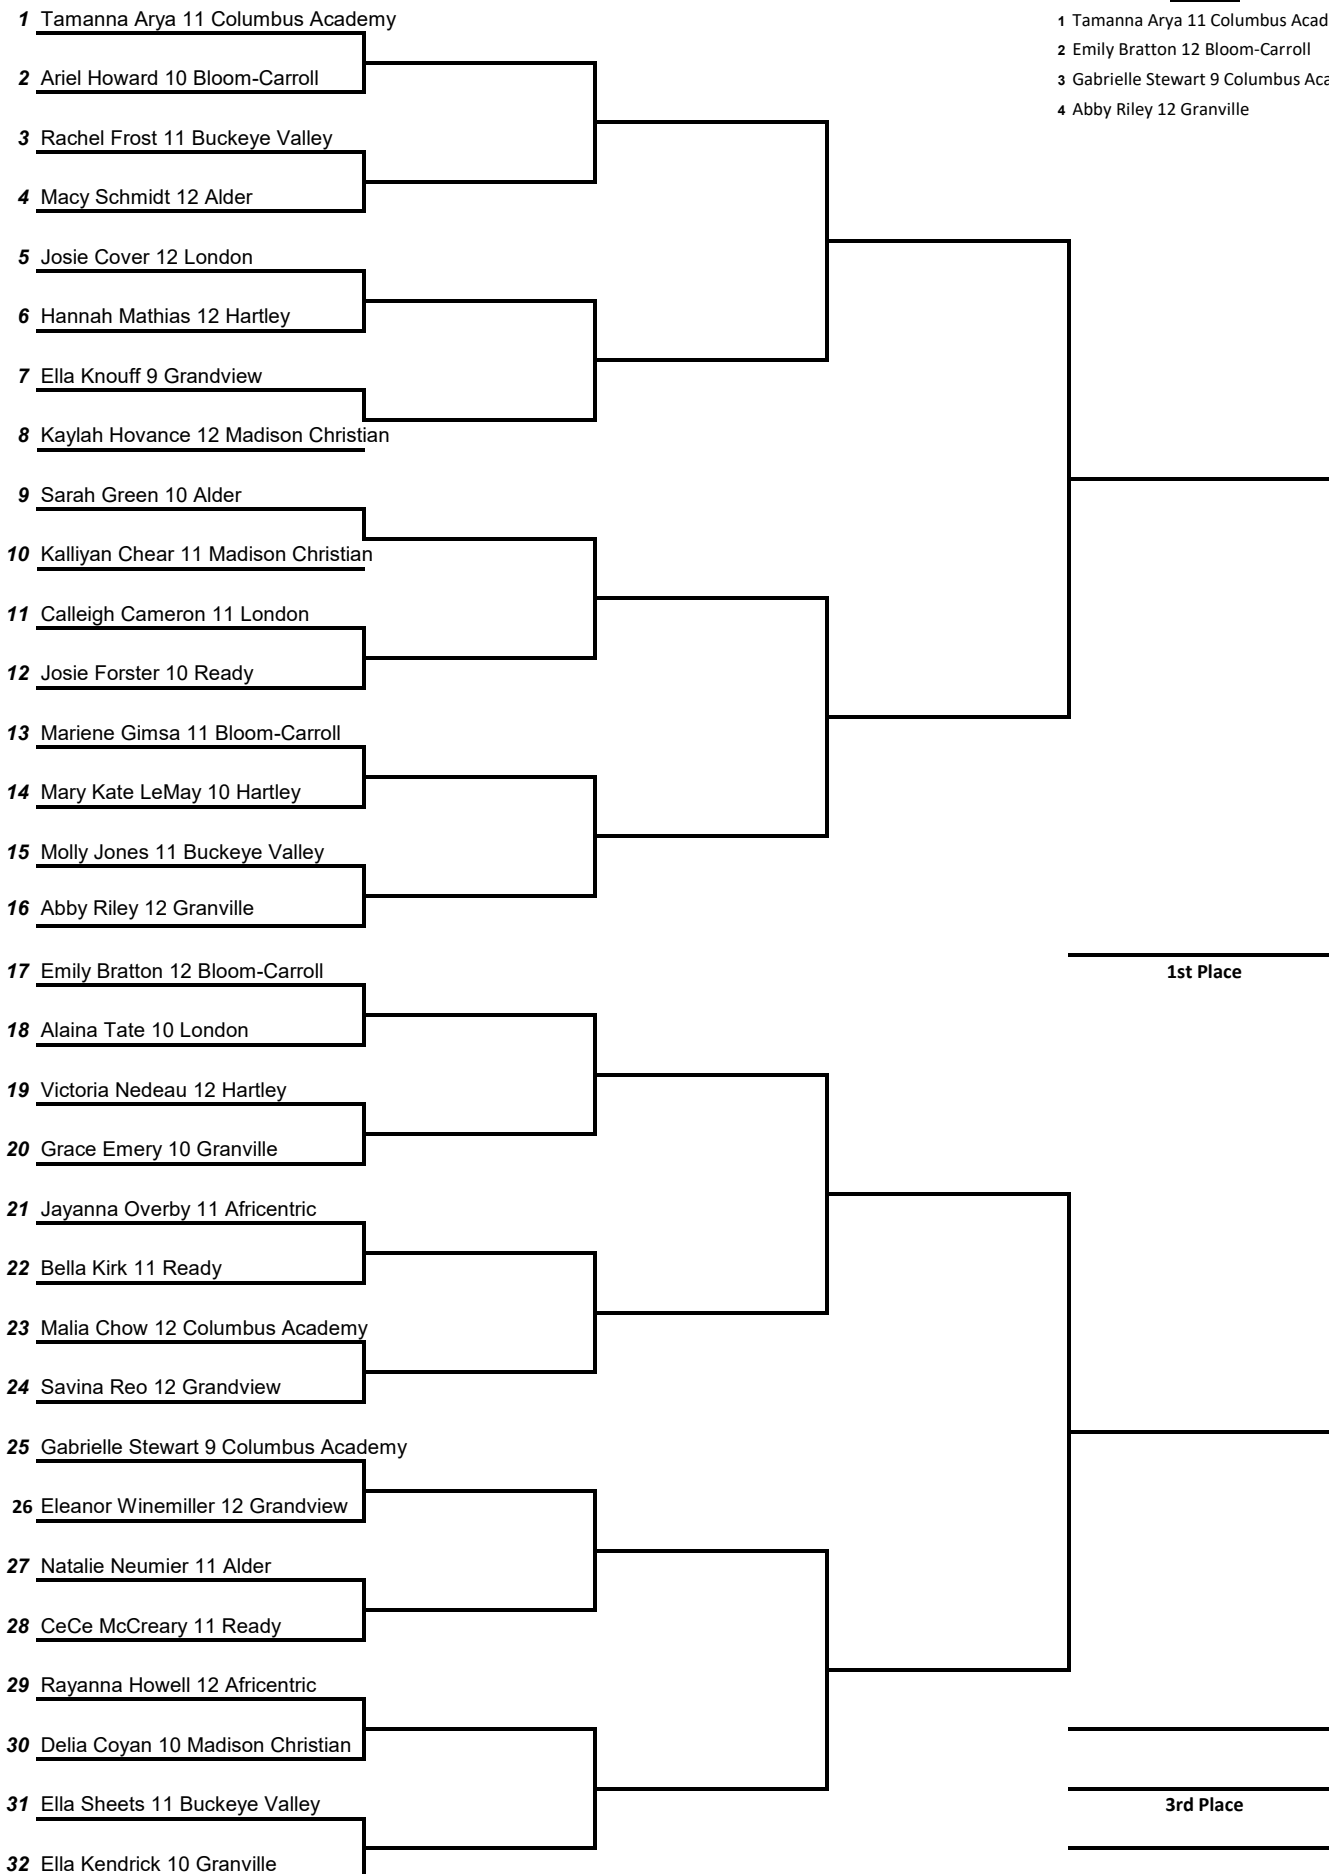 1 Tamanna Arya 11 Columbus Academy
2 Ariel Howard 10 Bloom-Carroll
3 Rachel Frost 11 Buckeye Valley
4 Macy Schmidt 12 Alder
5 Josie Cover 12 London
6 Hannah Mathias 12 Hartley
7 Ella Knouff 9 Grandview
8 Kaylah Hovance 12 Madison Christian
9 Sarah Green 10 Alder
10 Kalliyan Chear 11 Madison Christian
11 Calleigh Cameron 11 London
12 Josie Forster 10 Ready
13 Mariene Gimsa 11 Bloom-Carroll
14 Mary Kate LeMay 10 Hartley
15 Molly Jones 11 Buckeye Valley
16 Abby Riley 12 Granville
17 Emily Bratton 12 Bloom-Carroll
18 Alaina Tate 10 London
19 Victoria Nedeau 12 Hartley
20 Grace Emery 10 Granville
21 Jayanna Overby 11 Africentric
22 Bella Kirk 11 Ready
23 Malia Chow 12 Columbus Academy
24 Savina Reo 12 Grandview
25 Gabrielle Stewart 9 Columbus Academy
26 Eleanor Winemiller 12 Grandview
27 Natalie Neumier 11 Alder
28 CeCe McCreary 11 Ready
29 Rayanna Howell 12 Africentric
30 Delia Coyan 10 Madison Christian
31 Ella Sheets 11 Buckeye Valley
32 Ella Kendrick 10 Granville
1 Tamanna Arya 11 Columbus Acad
2 Emily Bratton 12 Bloom-Carroll
3 Gabrielle Stewart 9 Columbus Aca
4 Abby Riley 12 Granville
1st Place
3rd Place